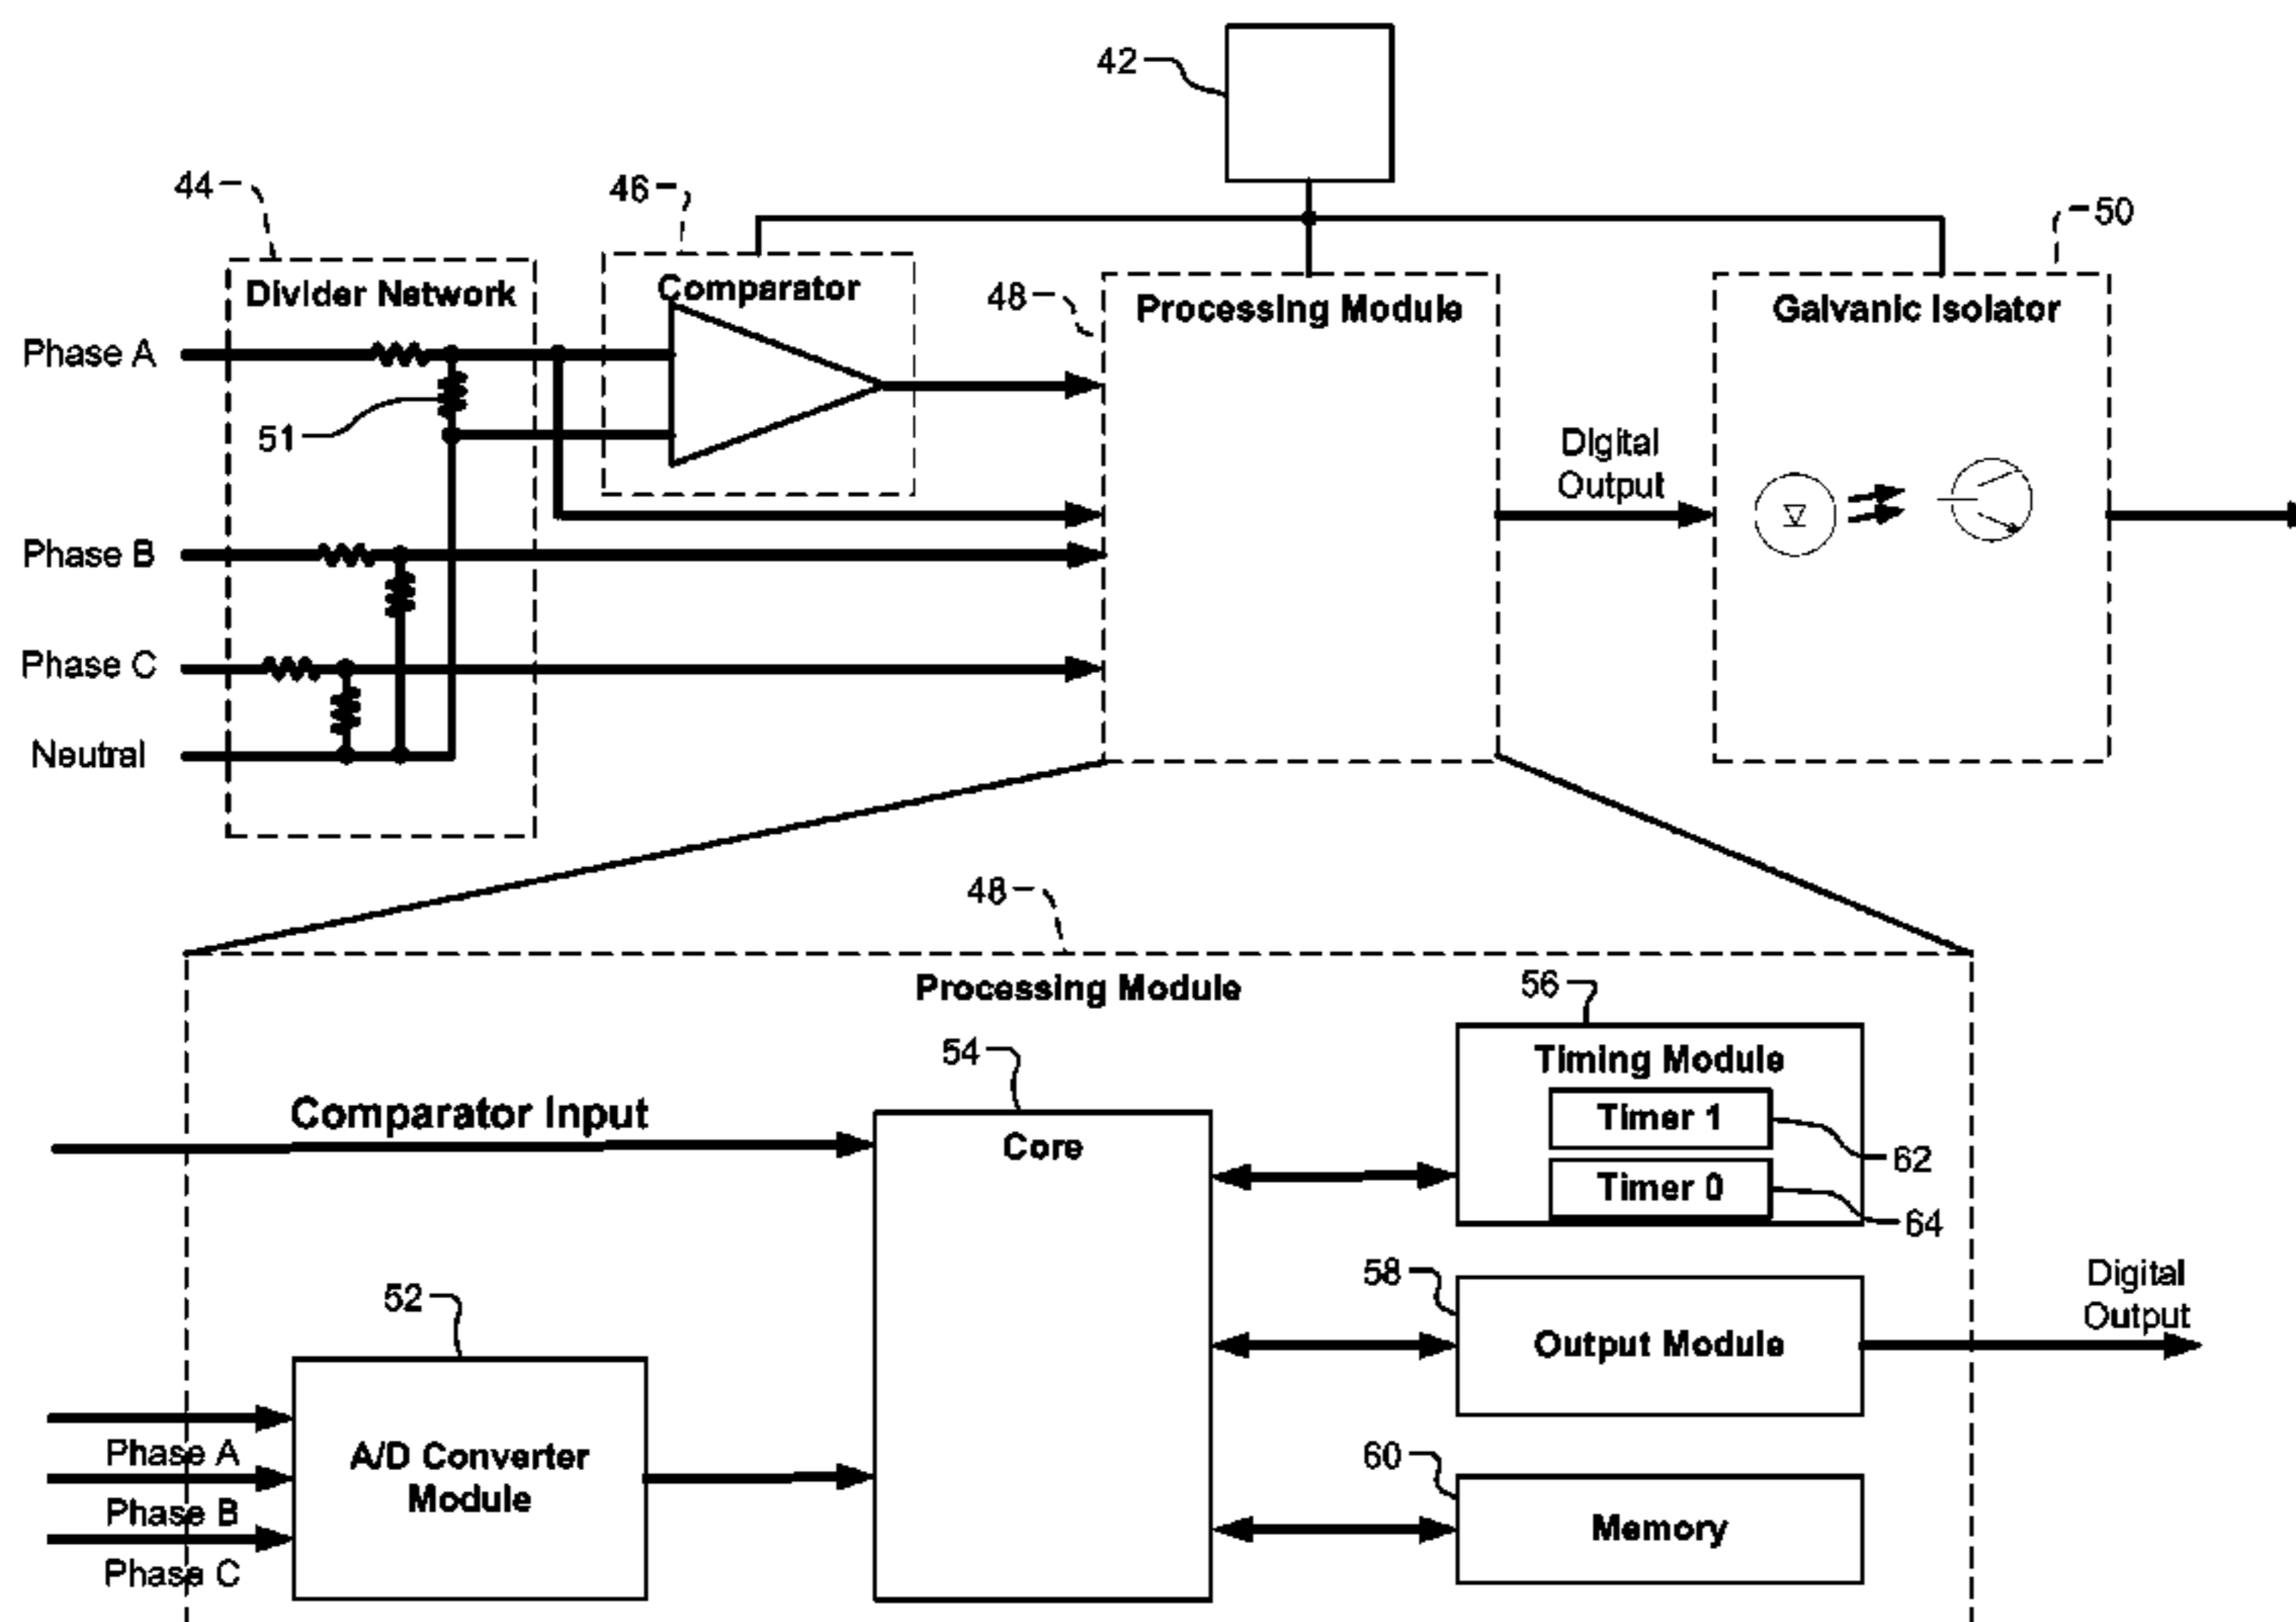 42
44
46
50
Divider Network
Comparator
48
Processing Module
Galvanic Isolator
Phase A
51
Digital
Output
Phase B
Phase C
Neutral
48
Processing Module
56
54
Timing Module
Comparator Input
Timer 1
Core
62
Timer 0
64
58
Digital
Output
52
Output Module
Phase A
A/D Converter
Module
60
Phase B
Memory
Phase C